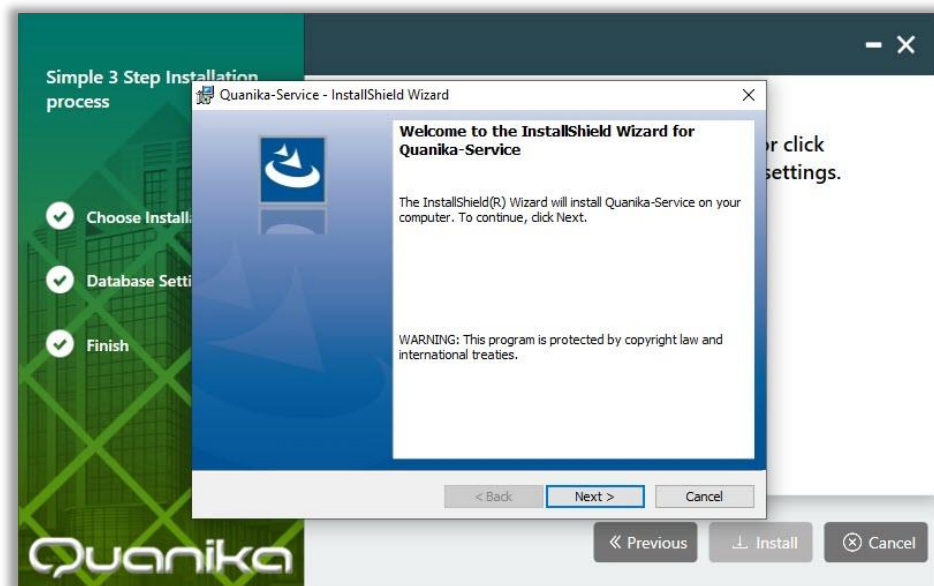 Simple 3 Step Installation
process
Choose Install
Database Setti
Finish
Quanika
Quanika-Service - InstallShield Wizard
Welcome to the InstallShield Wizard for
Quanika-Service
The InstallShield(R) Wizard will install Quanika-Service on your
computer. To continue, click Next.
WARNING: This program is protected by copyright law and
international treaties.
< Back
Next >
Cancel
r click
settings.
Previous
Install
Cancel